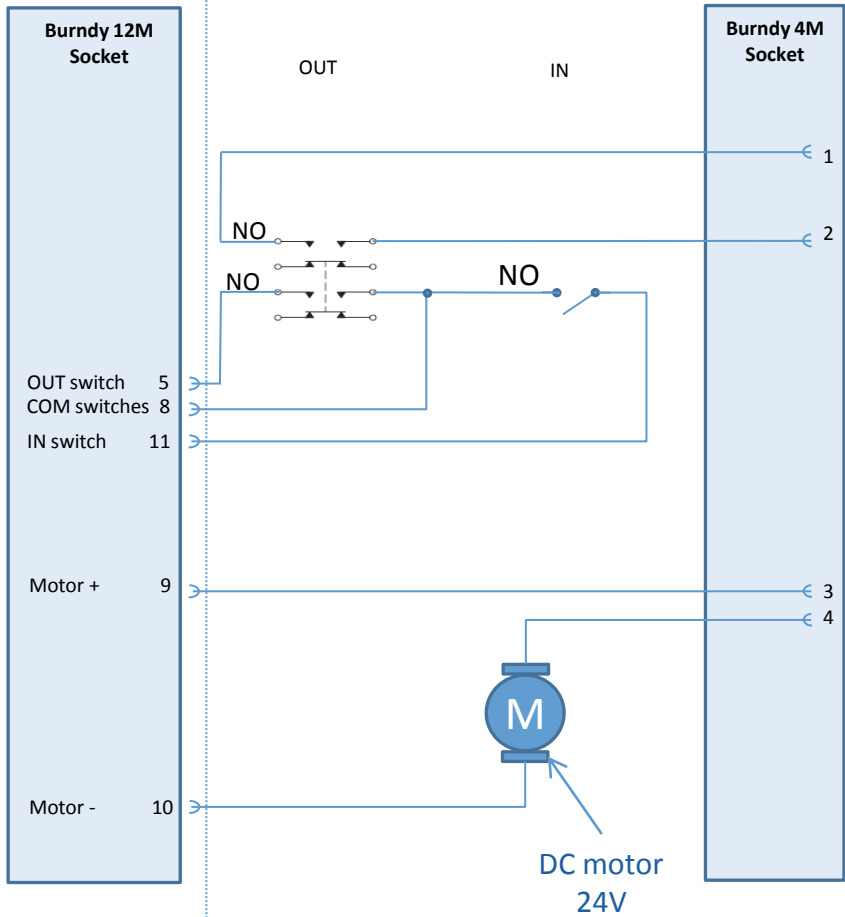 Burndy 12M
Socket
Burndy 4M
Socket
OUT
IN
1
NO
2
NO
NO
OUT switch 5
COM switches 8
IN switch 11
Motor + 9
3
4
M
Motor - 10
DC motor
24V